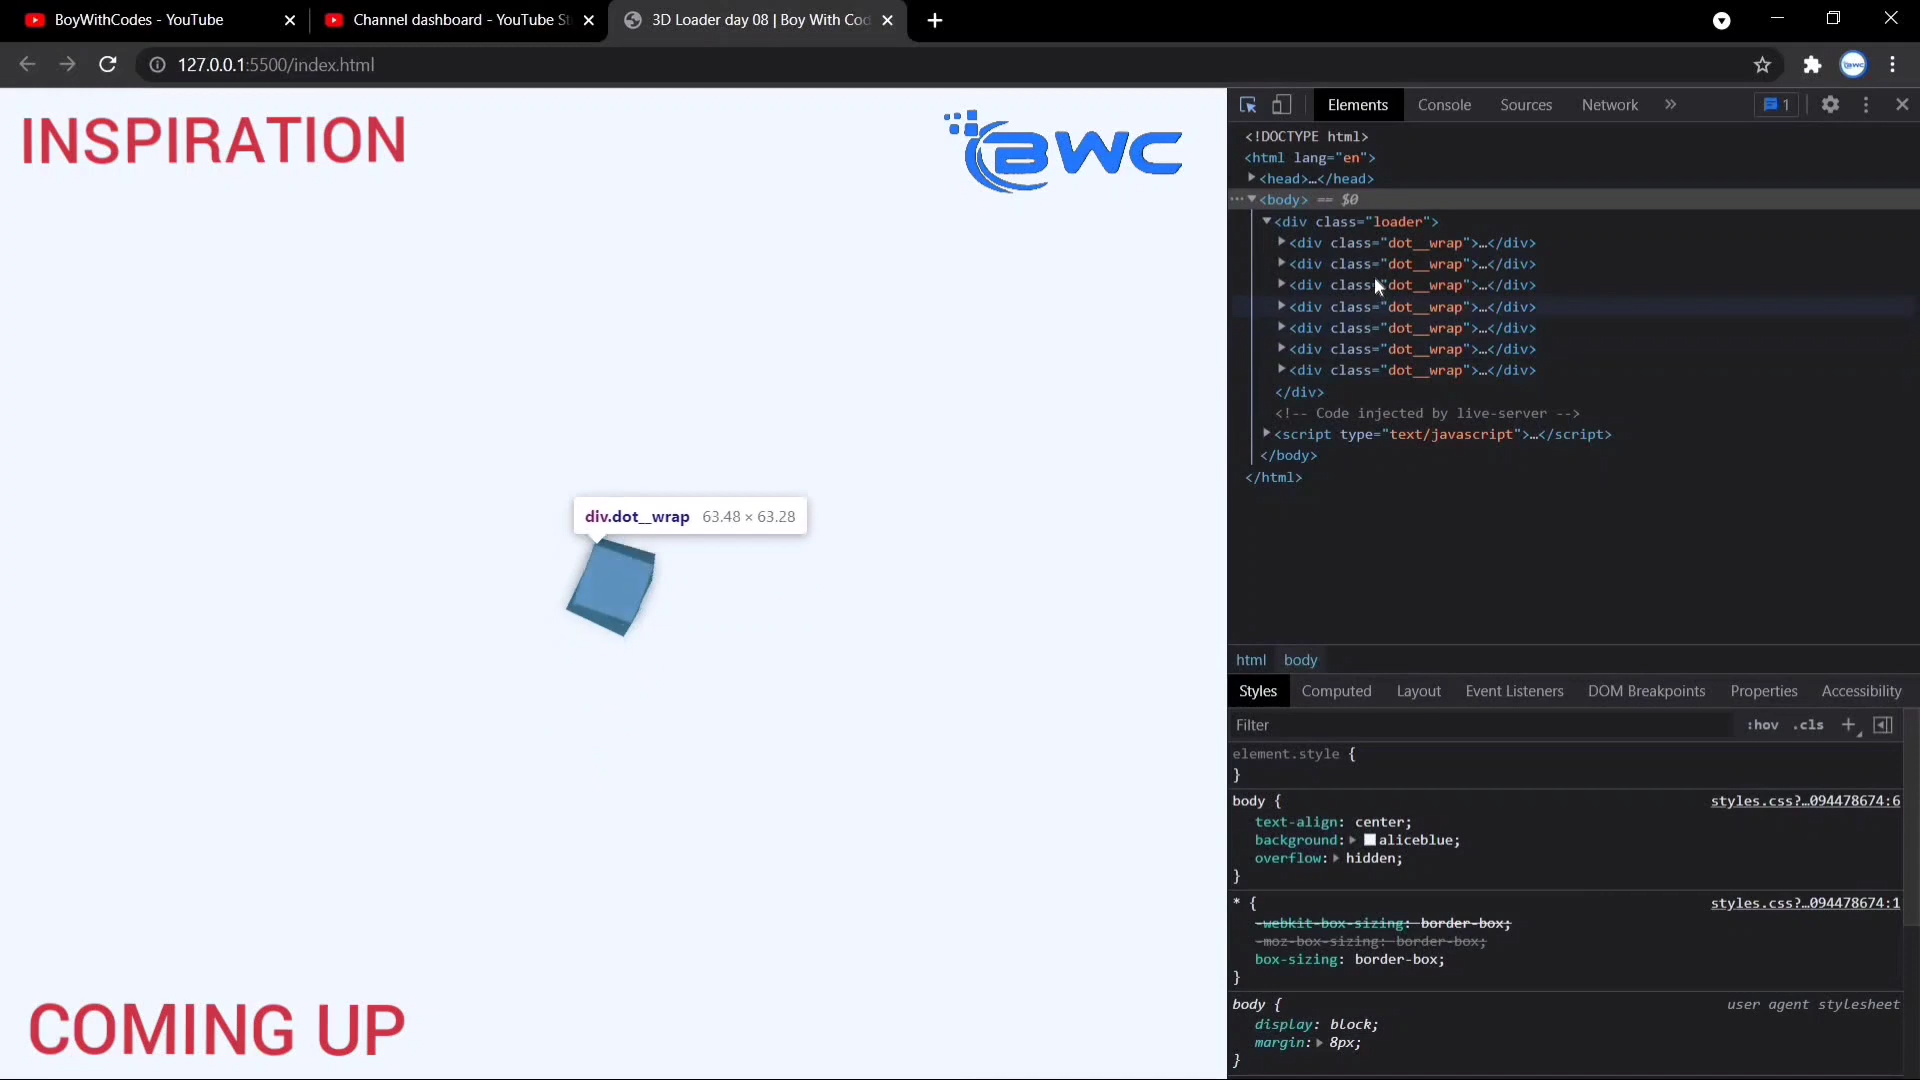 BoyWithCodes - YouTube
Channel dashboard - YouTube St
3D Loader day 08 | Boy With Cod
127.0.0.1:5500/index.html
BWC
INSPIRATION
BWC
div.dot__wrap 63.48 × 63.28
COMING UP
Elements Console Sources Network » 1
<!DOCTYPE html>
<html lang="en">
<head>…</head>
… <body> == $0
<div class="loader">
<div class="dot__wrap">…</div>
<div class="dot__wrap">…</div>
<div class="dot__wrap">…</div>
<div class="dot__wrap">…</div>
<div class="dot__wrap">…</div>
<div class="dot__wrap">…</div>
<div class="dot__wrap">…</div>
</div>
<!-- Code injected by live-server -->
<script type="text/javascript">…</script>
</body>
</html>
html body
Styles Computed Layout Event Listeners DOM Breakpoints Properties Accessibility
Filter :hov .cls +
element.style {
}
body { styles.css?…094478674:6
text-align: center;
background: aliceblue;
overflow: hidden;
}
* { styles.css?…094478674:1
-webkit-box-sizing: border-box;
-moz-box-sizing: border-box;
box-sizing: border-box;
}
body { user agent stylesheet
display: block;
margin: 8px;
}